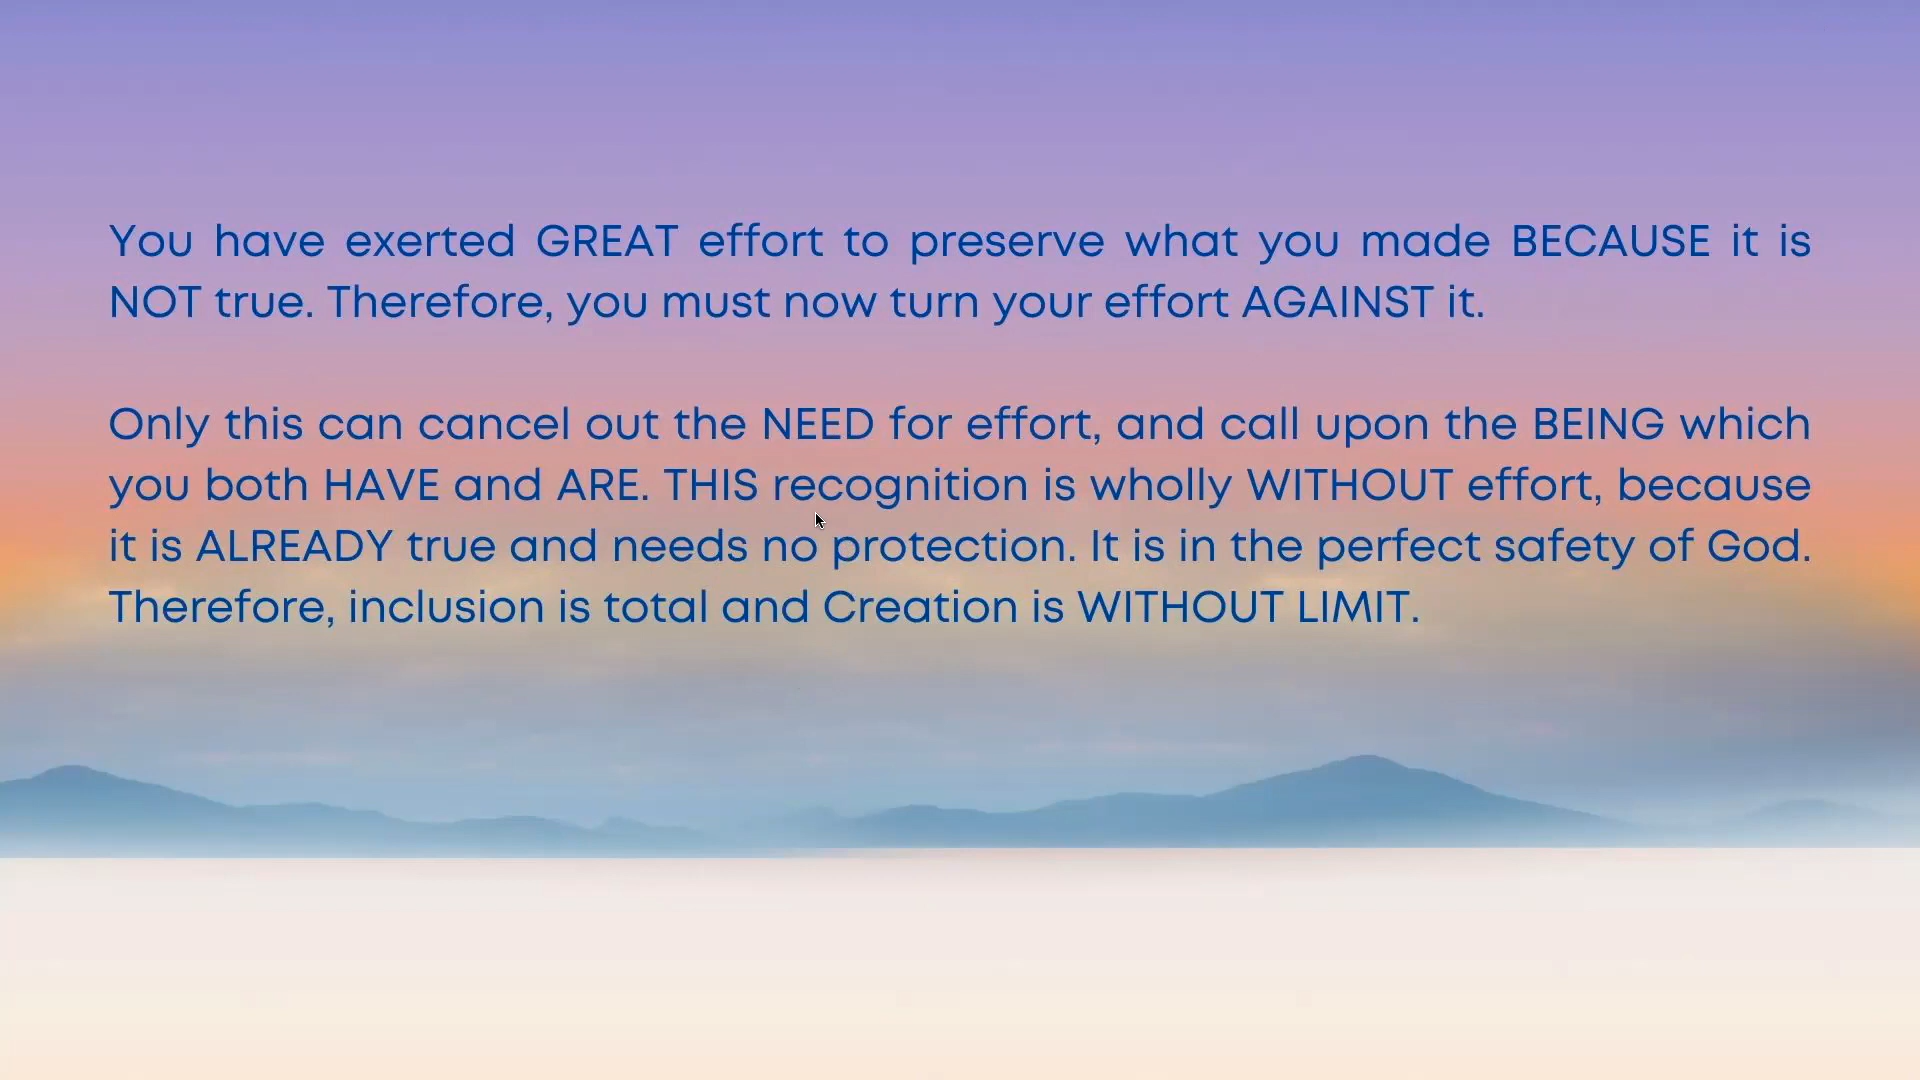 You have exerted GREAT effort to preserve what you made BECAUSE it is
NOT true. Therefore, you must now turn your effort AGAINST it.
Only this can cancel out the NEED for effort, and call upon the BEING which
you both HAVE and ARE. THIS recognition is wholly WITHOUT effort, because
it is ALREADY true and needs no protection. It is in the perfect safety of God.
Therefore, inclusion is total and Creation is WITHOUT LIMIT.